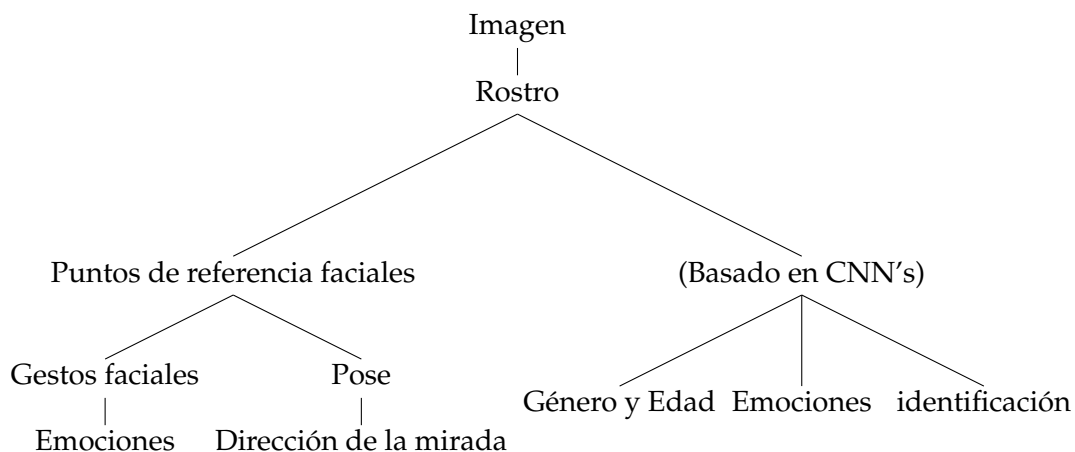 Imagen
Rostro
Puntos de referencia faciales
(Basado en CNN's)
Gestos faciales
Pose
Género y Edad
Emociones
identificación
Emociones
Dirección de la mirada